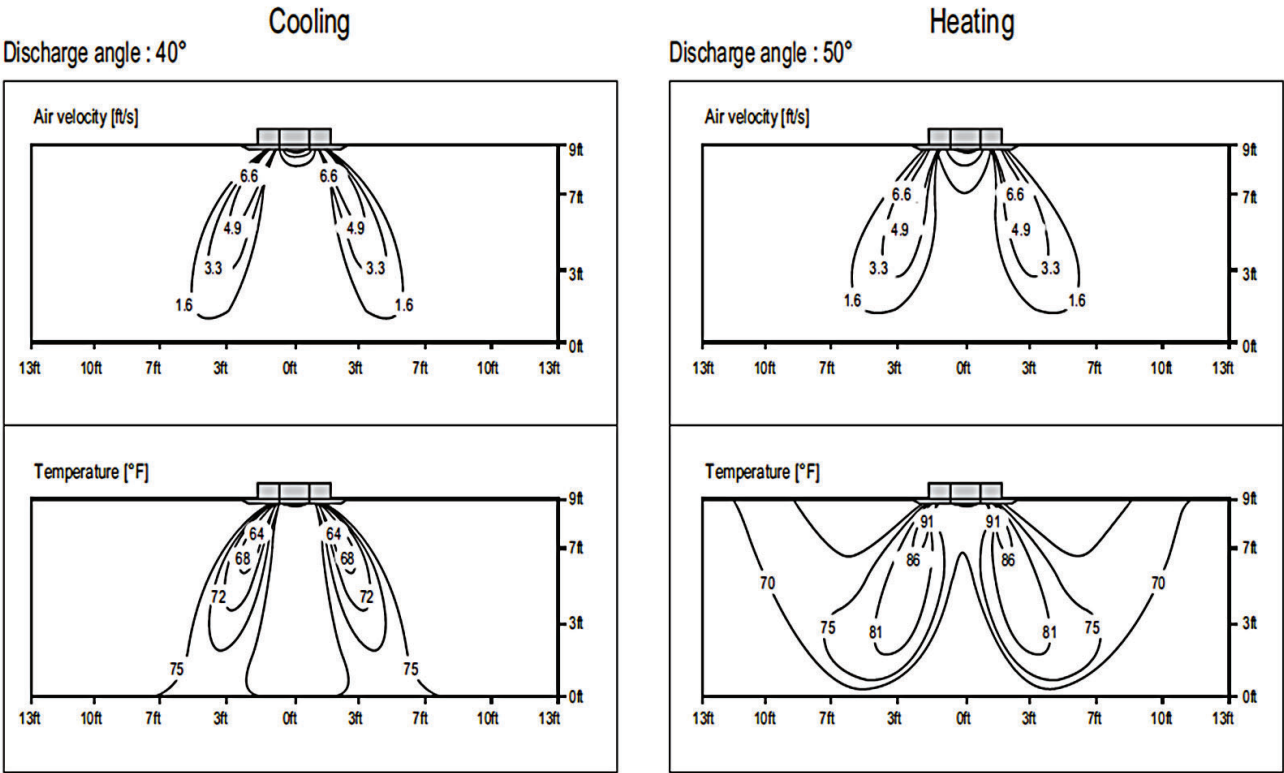 Cooling
Discharge angle : 40°
Air velocity [ft/s]
9ft
6.6 6.6
7ft
4.9 4.9
3.3 3.3
3ft
1.6 1.6
0ft
13ft 10ft 7ft 3ft 0ft 3ft 7ft 10ft 13ft
Temperature [°F]
9ft
64 64
7ft
68 68
72 72
3ft
75 75
0ft
13ft 10ft 7ft 3ft 0ft 3ft 7ft 10ft 13ft
Heating
Discharge angle : 50°
Air velocity [ft/s]
9ft
6.6 6.6
7ft
4.9 4.9
3.3 3.3
3ft
1.6 1.6
0ft
13ft 10ft 7ft 3ft 0ft 3ft 7ft 10ft 13ft
Temperature [°F]
9ft
91 91
7ft
86 86
70 70
3ft
75 81 81 75
0ft
13ft 10ft 7ft 3ft 0ft 3ft 7ft 10ft 13ft